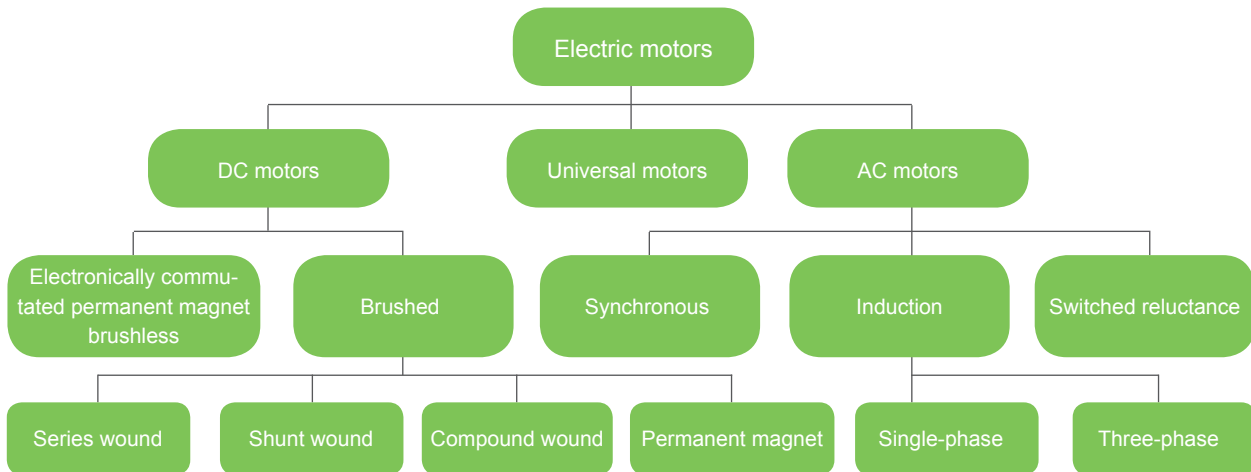 Electric motors
DC motors
Universal motors
AC motors
Electronically commu-
tated permanent magnet
brushless
Brushed
Synchronous
Induction
Switched reluctance
Series wound
Shunt wound
Compound wound
Permanent magnet
Single-phase
Three-phase